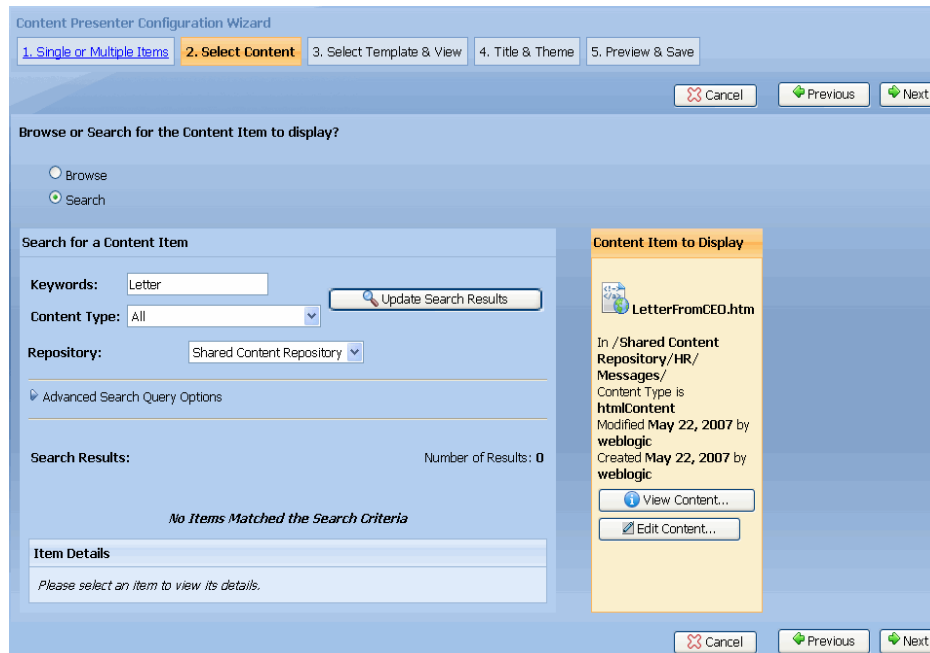 Content Presenter Configuration Wizard
1. Single or Multiple Items 2. Select Content 3. Select Template & View 4. Title & Theme 5. Preview & Save
Cancel Previous Next
Browse or Search for the Content Item to display?
Browse
Search
Search for a Content Item
Keywords: Letter
Update Search Results
Content Type: All
Repository: Shared Content Repository
Advanced Search Query Options
Search Results: Number of Results: 0
No Items Matched the Search Criteria
Item Details
Please select an item to view its details.
Content Item to Display
LetterFromCEO.htm
In /Shared Content
Repository/HR/
Messages/
Content Type is
htmlContent
Modified May 22, 2007 by
weblogic
Created May 22, 2007 by
weblogic
View Content...
Edit Content...
Cancel Previous Next